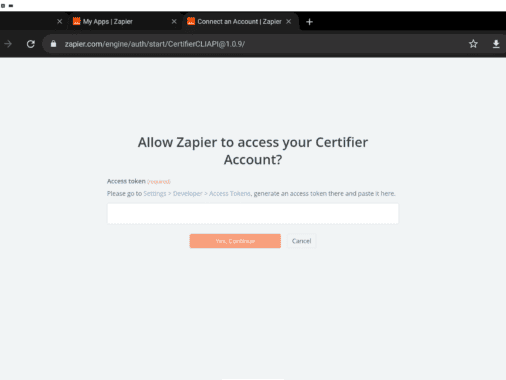 My Apps | Zapier
Connect an Account | Zapier
zapier.com/engine/auth/start/CertifierCLIAPI@1.0.9/
Allow Zapier to access your Certifier
Account?
Access token (required)
Please go to Settings > Developer > Access Tokens, generate an access token there and paste it here.
Yes, Continue
Cancel